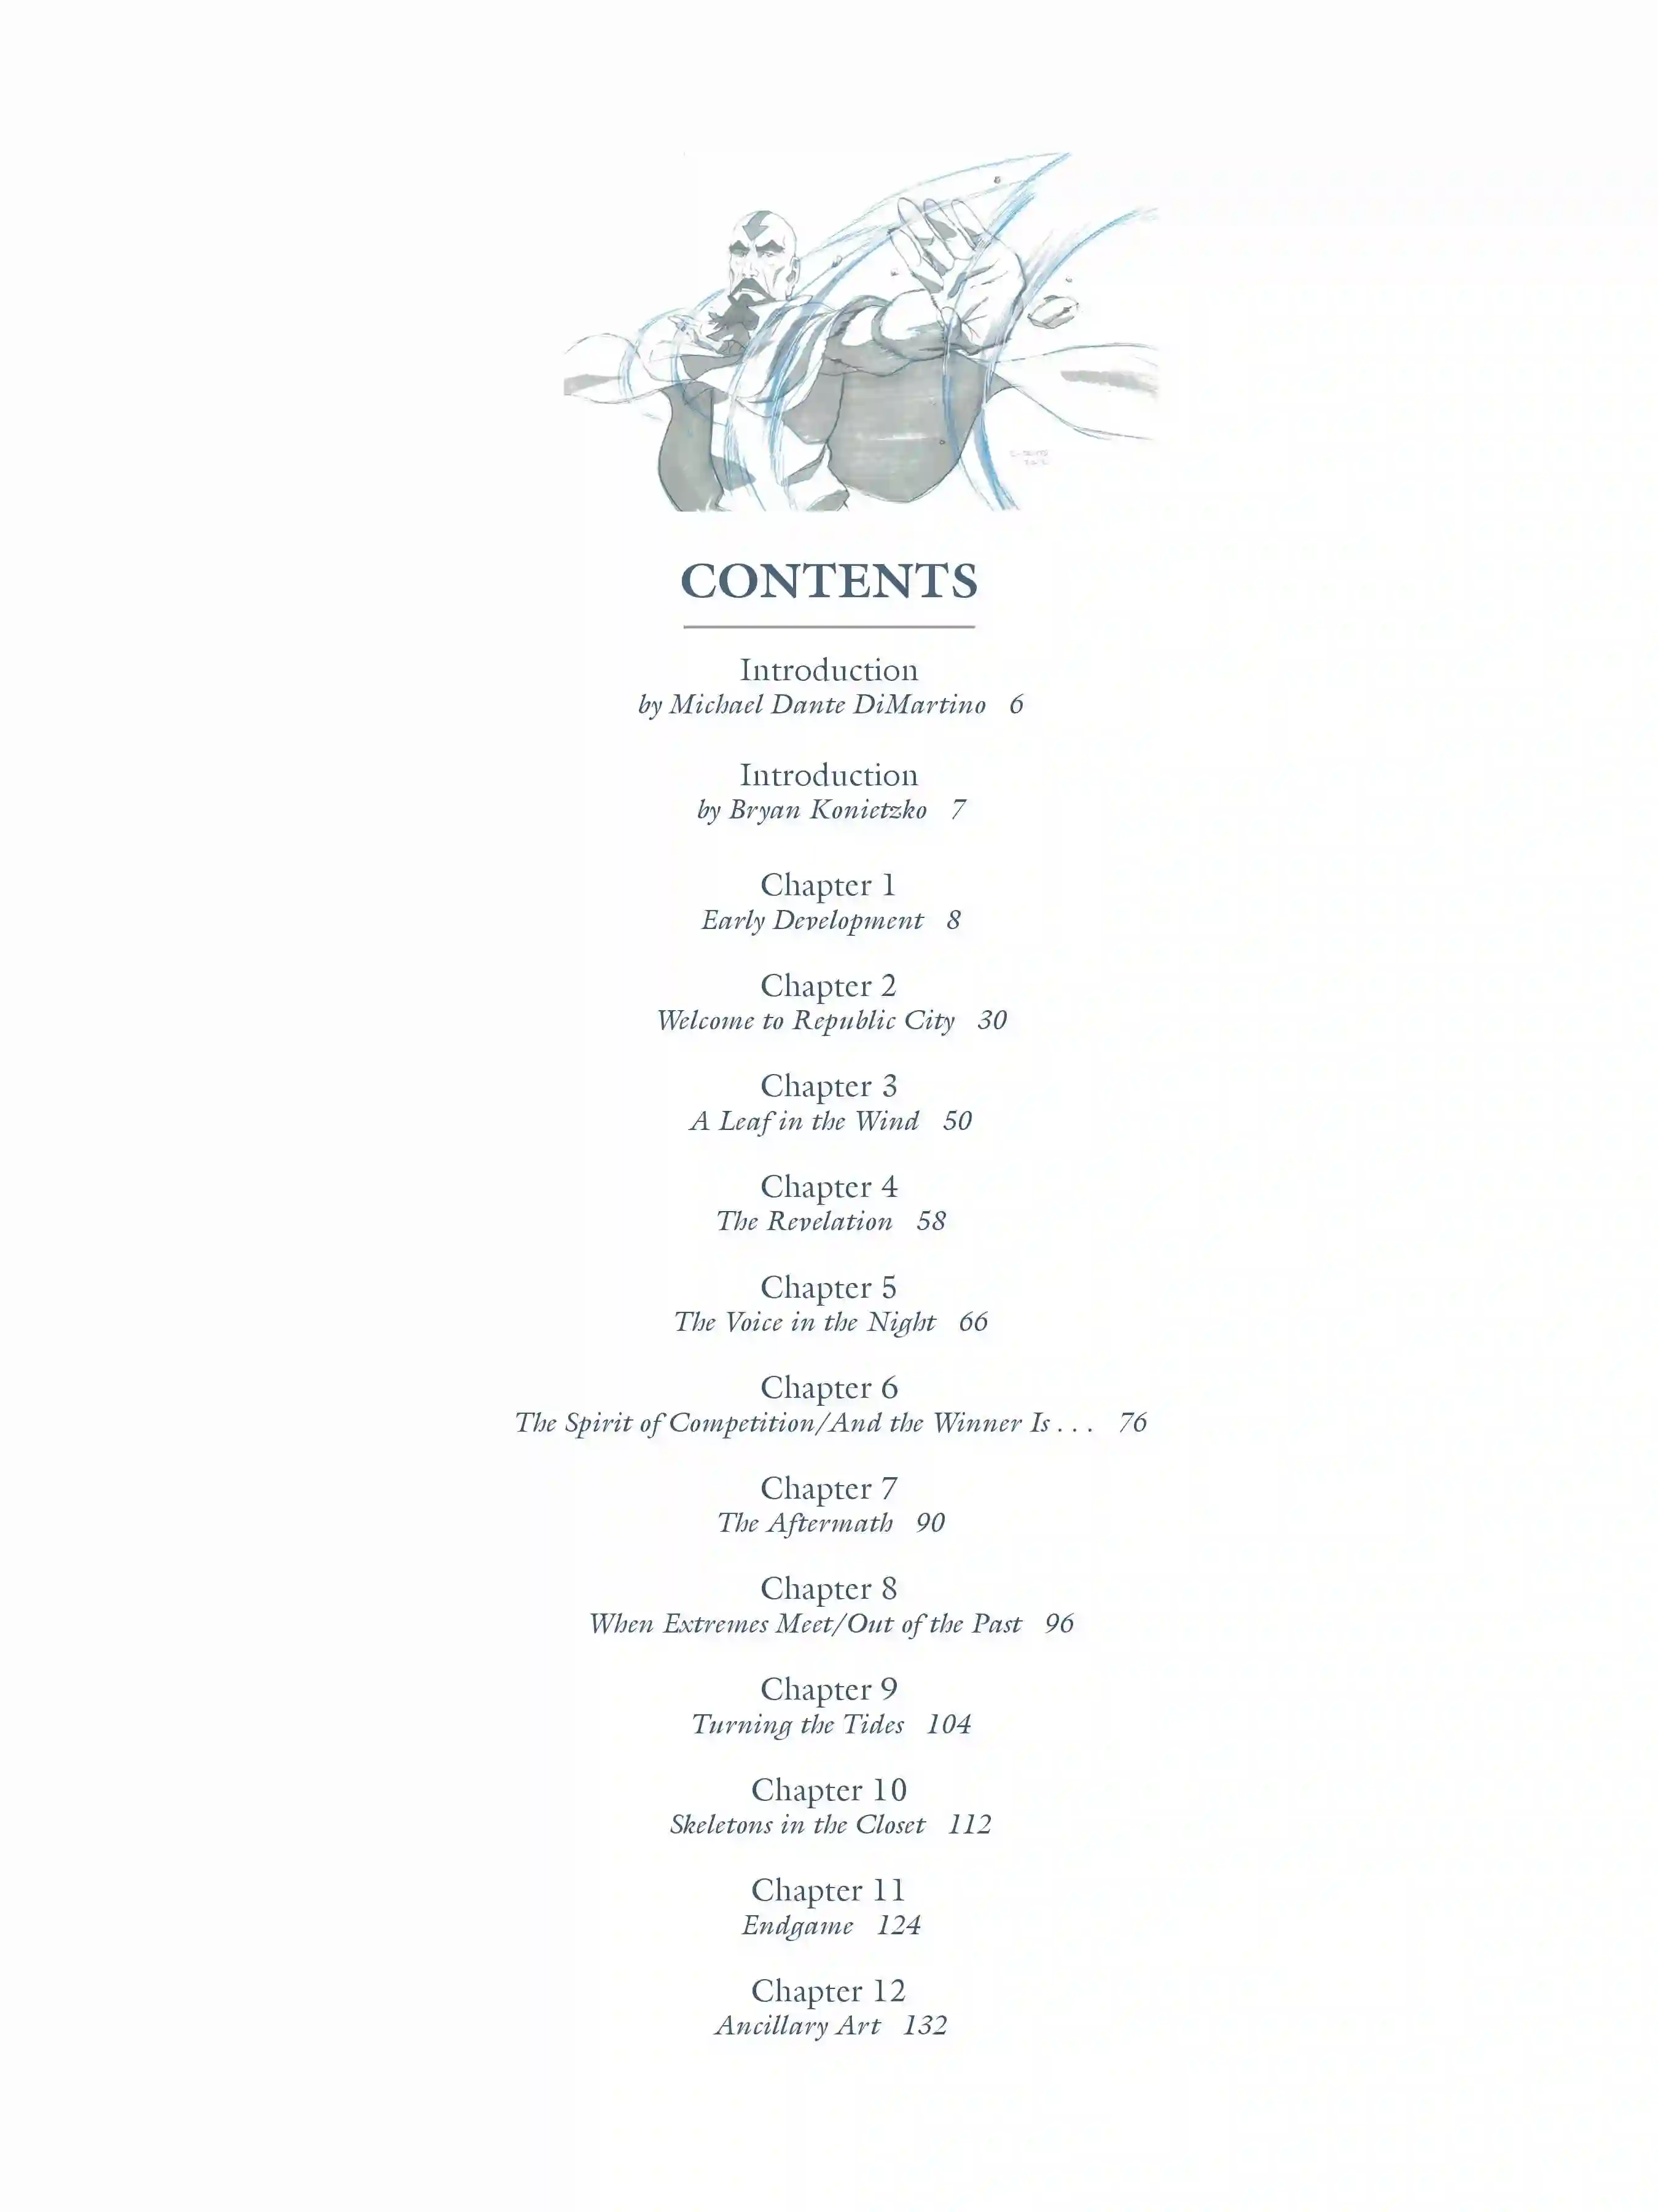 CONTENTS
Introduction
by Michael Dante DiMartino 6
Introduction
by Bryan Konietzko 7
Chapter 1
Early Development 8
Chapter 2
Welcome to Republic City 30
Chapter 3
A Leaf in the Wind 50
Chapter 4
The Revelation 58
Chapter 5
The Voice in the Night 66
Chapter 6
The Spirit of Competition/And the Winner Is . . . 76
Chapter 7
The Aftermath 90
Chapter 8
When Extremes Meet/Out of the Past 96
Chapter 9
Turning the Tides 104
Chapter 10
Skeletons in the Closet 112
Chapter 11
Endgame 124
Chapter 12
Ancillary Art 132